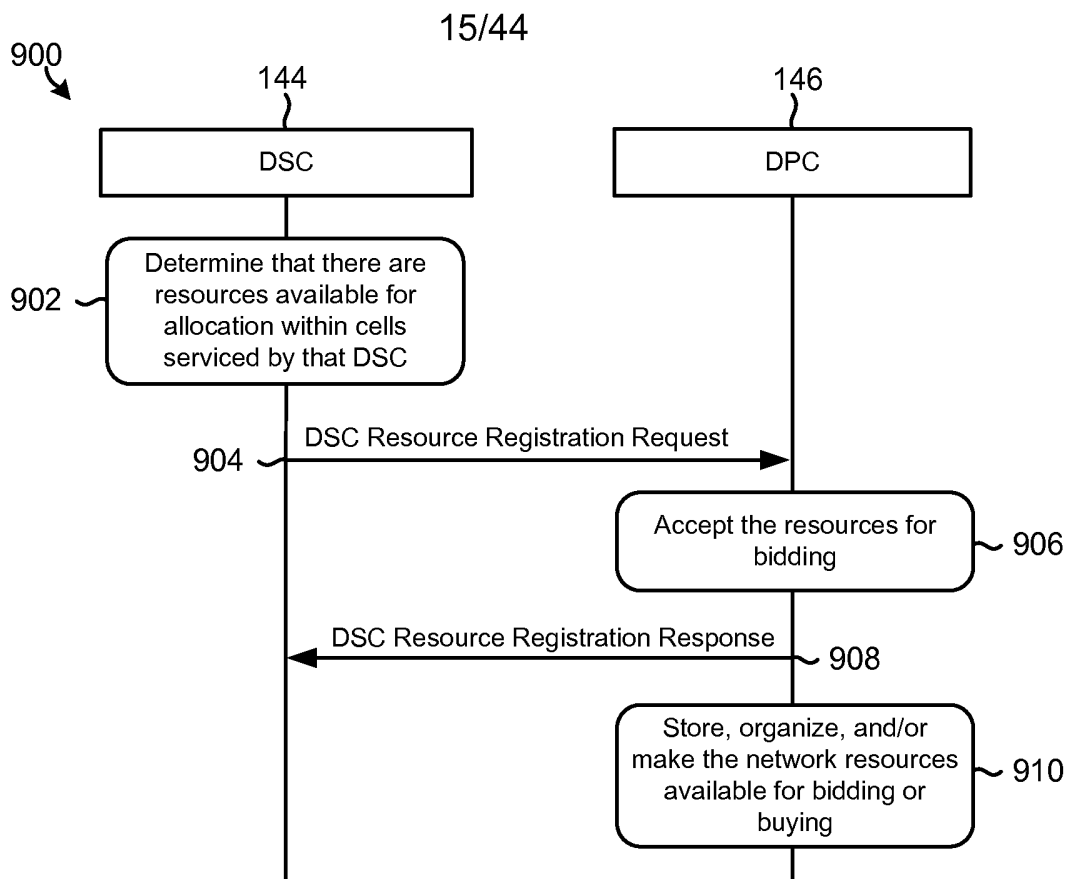 15/44
900
144
146
DSC
DPC
Determine that there are
resources available for
allocation within cells
serviced by that DSC
902
DSC Resource Registration Request
904
Accept the resources for
bidding
906
DSC Resource Registration Response
908
Store, organize, and/or
make the network resources
available for bidding or
buying
910